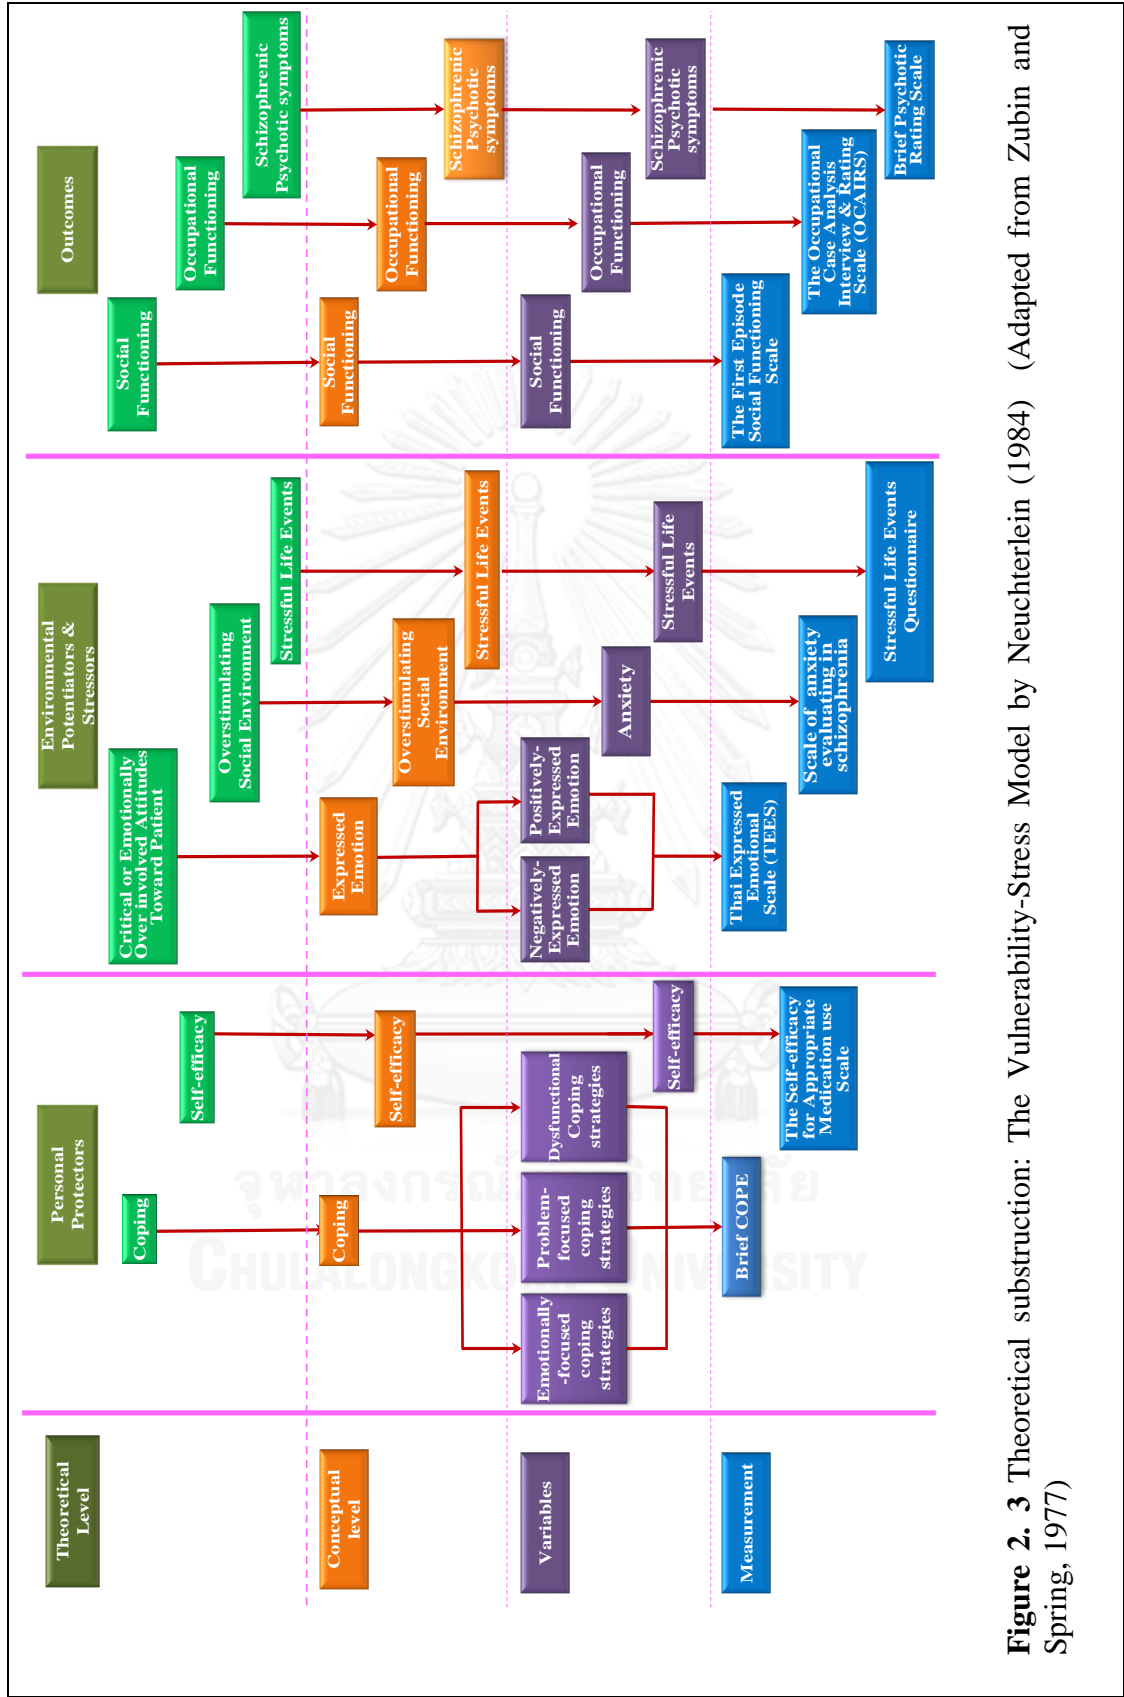 Theoretical
Level
Personal
Protectors
Environmental
Potentiators &
Stressors
Outcomes
Coping
Self-efficacy
Critical or Emotionally
Over involved Attitudes
Toward Patient
Overstimulating
Social Environment
Stressful Life Events
Social
Functioning
Occupational
Functioning
Schizophrenic
Psychotic symptoms
Conceptual
level
Coping
Self-efficacy
Expressed
Emotion
Overstimulating
Social
Environment
Stressful Life Events
Social
Functioning
Occupational
Functioning
Schizophrenic
Psychotic
symptoms
Variables
Emotionally
-focused
coping
strategies
Problem-
focused
coping
strategies
Dysfunctional
Coping
strategies
Self-efficacy
Negatively-
Expressed
Emotion
Positively-
Expressed
Emotion
Anxiety
Stressful Life
Events
Social
Functioning
Occupational
Functioning
Schizophrenic
Psychotic
symptoms
Measurement
Brief COPE
The Self-efficacy
for Appropriate
Medication use
Scale
Thai Expressed
Emotional
Scale (TEES)
Scale of anxiety
evaluating in
schizophrenia
Stressful Life Events
Questionnaire
The First Episode
Social Functioning
Scale
The Occupational
Case Analysis
Interview & Rating
Scale (OCAIRS)
Brief Psychotic
Rating Scale
Figure 2. 3 Theoretical substruction: The Vulnerability-Stress Model by Neuchterlein (1984) (Adapted from Zubin and
Spring, 1977)